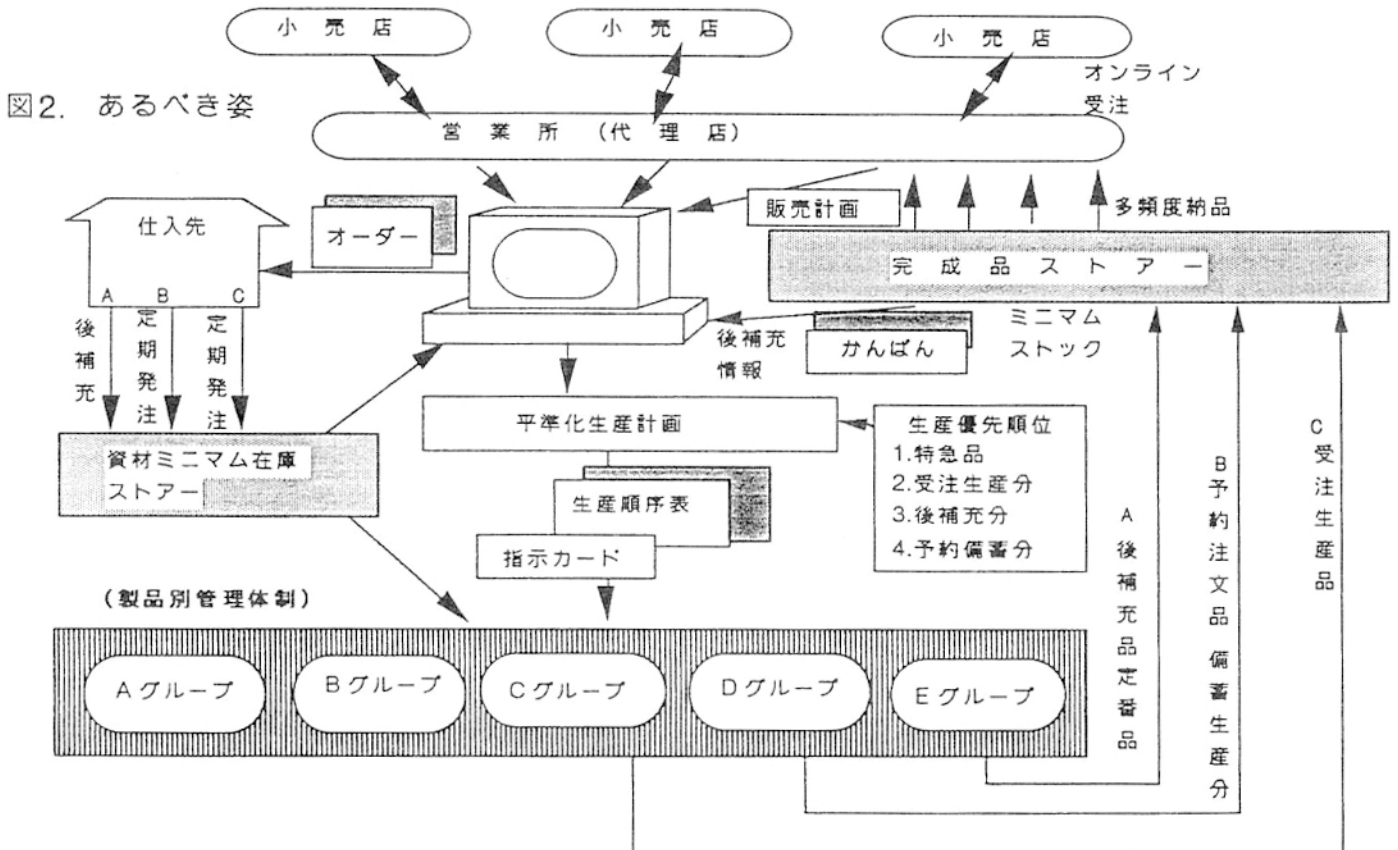 小売店
小売店
小売店
オンライン
受注
図2. あるべき姿
営業所（代理店）
仕入先
オーダー
販売計画
多頻度納品
完成品ストアー
A B C
後補充
定期発注
定期発注
後補充
情報
かんばん
ミニマム
ストック
平準化生産計画
生産優先順位
1.特急品
2.受注生産分
3.後補充分
4.予約備蓄分
資材ミニマム在庫
ストアー
生産順序表
指示カード
(製品別管理体制)
Aグループ
Bグループ
Cグループ
Dグループ
Eグループ
A後補充品定番品
B予約注文品 備蓄生産分
C受注生産品